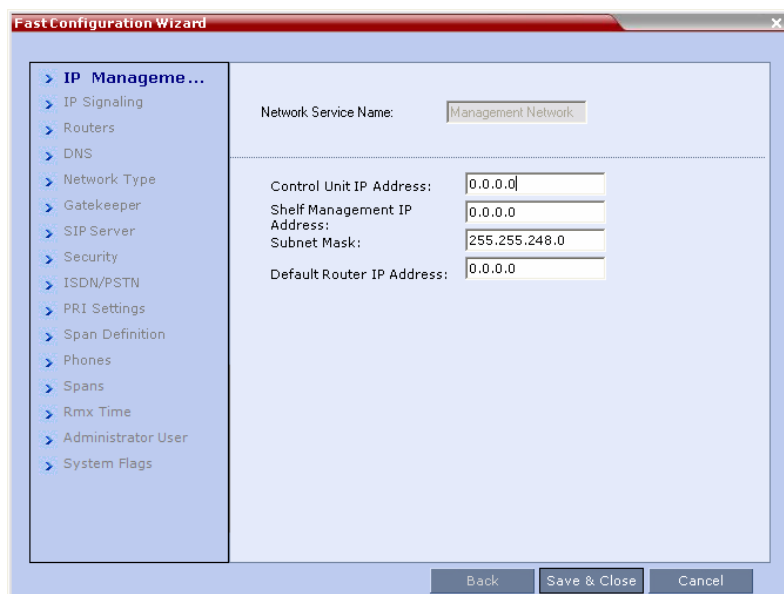 Fast Configuration Wizard
IP Manageme...
IP Signaling
Routers
DNS
Network Type
Gatekeeper
SIP Server
Security
ISDN/PSTN
PRI Settings
Span Definition
Phones
Spans
Rmx Time
Administrator User
System Flags
Network Service Name: Management Network
Control Unit IP Address: 0.0.0.0
Shelf Management IP Address: 0.0.0.0
Subnet Mask: 255.255.248.0
Default Router IP Address: 0.0.0.0
Back Save & Close Cancel